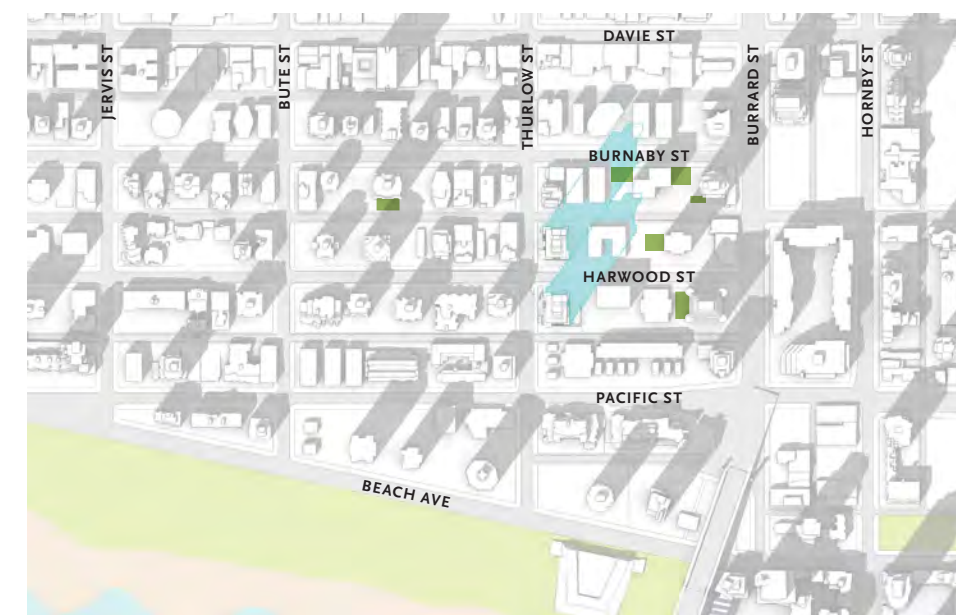 DAVIE ST
JERVIS ST
BUTE ST
THURLOW ST
BURRARD ST
HORNBY ST
BURNABY ST
HARWOOD ST
PACIFIC ST
BEACH AVE